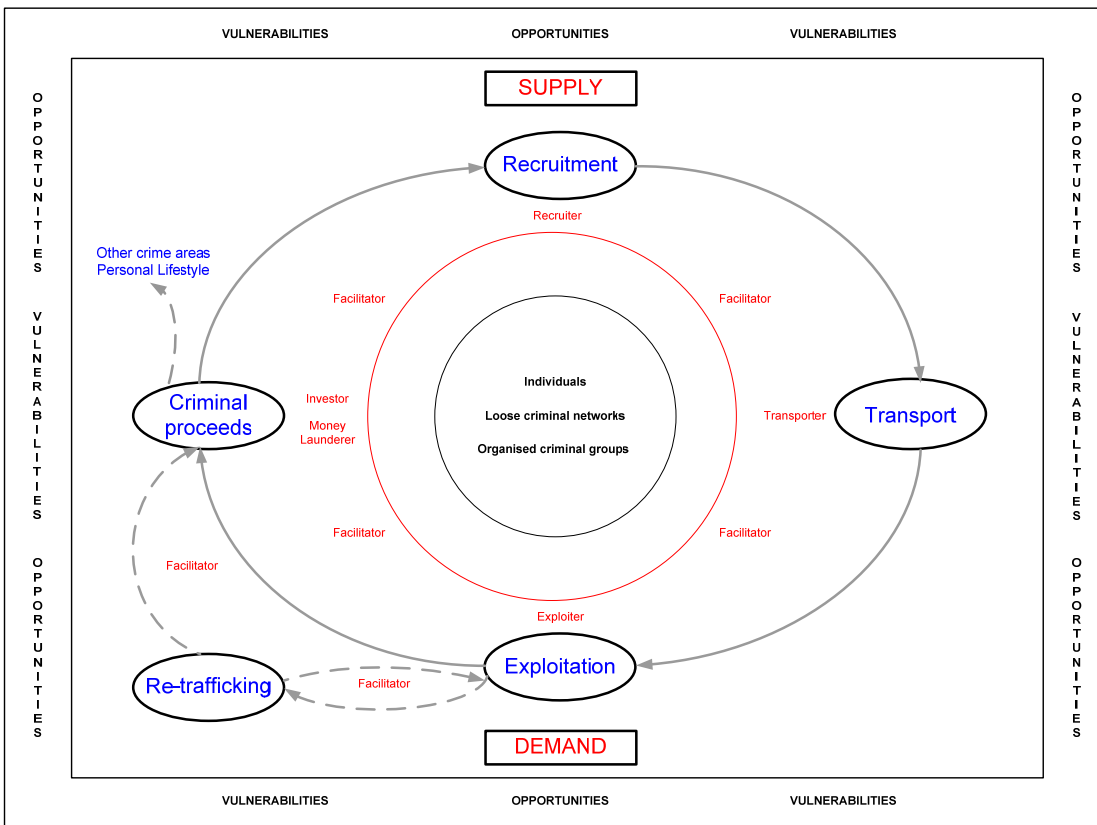 VULNERABILITIES OPPORTUNITIES VULNERABILITIES
OPPORTUNITIES
VULNERABILITIES
OPPORTUNITIES
SUPPLY
Recruitment
Recruiter
Other crime areas
Personal Lifestyle
Facilitator
Facilitator
Individuals
Loose criminal networks
Organised criminal groups
Criminal
proceeds
Investor
Money
Launderer
Transporter
Transport
Facilitator
Facilitator
Facilitator
Exploiter
Exploitation
Re-trafficking
Facilitator
DEMAND
OPPORTUNITIES
VULNERABILITIES
OPPORTUNITIES
VULNERABILITIES OPPORTUNITIES VULNERABILITIES